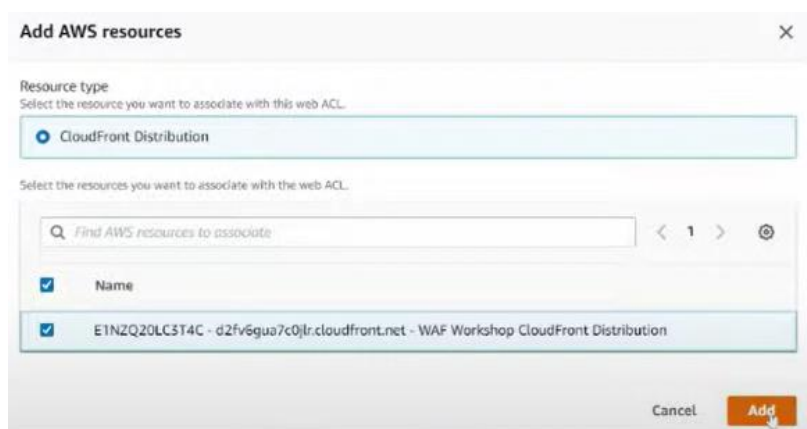 Add AWS resources
Resource type
Select the resource you want to associate with this web ACL.
CloudFront Distribution
Select the resources you want to associate with the web ACL.
Find AWS resources to associate
1
Name
E1NZQ20LC3T4C - d2fv6gua7c0jlr.cloudfront.net - WAF Workshop CloudFront Distribution
Cancel Add